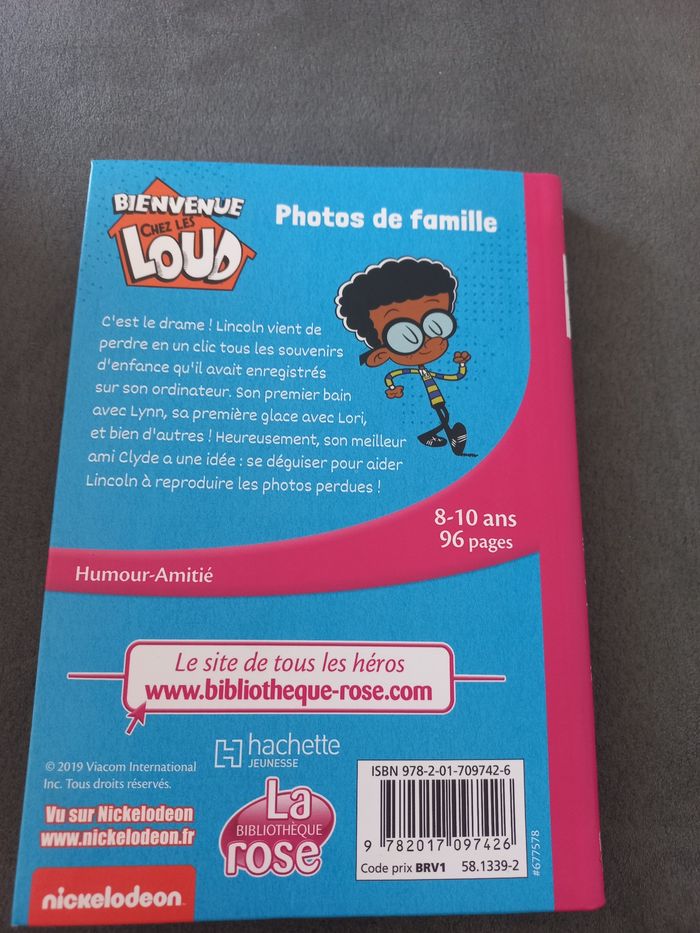 BIENVENUE
CHEZ LES
LOUD
Photos de famille
C'est le drame ! Lincoln vient de
perdre en un clic tous les souvenirs
d'enfance qu'il avait enregistrés
sur son ordinateur. Son premier bain
avec Lynn, sa première glace avec Lori,
et bien d'autres ! Heureusement, son meilleur
ami Clyde a une idée : se déguiser pour aider
Lincoln à reproduire les photos perdues !
8-10 ans
96 pages
Humour-Amitié
Le site de tous les héros
www.bibliotheque-rose.com
hachette
JEUNESSE
© 2019 Viacom International
Inc. Tous droits réservés.
Vu sur Nickelodeon
www.nickelodeon.fr
nickelodeon
La
BIBLIOTHÈQUE
rose
ISBN 978-2-01-709742-6
9 782017 097426
Code prix BRV1 58.1339-2
#677578